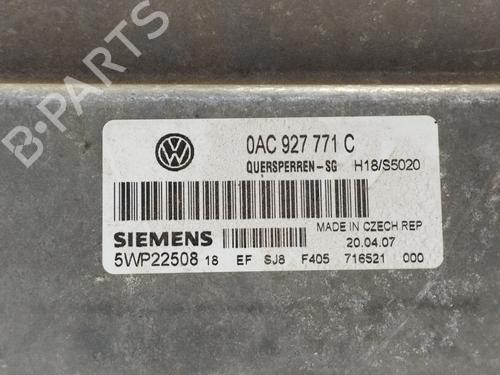 0AC 927 771 C
QUERSPERREN-SG H18/S5020
MADE IN CZECH REP
SIEMENS 20.04.07
5WP22508 18 EF SJ8 F405 716521 000